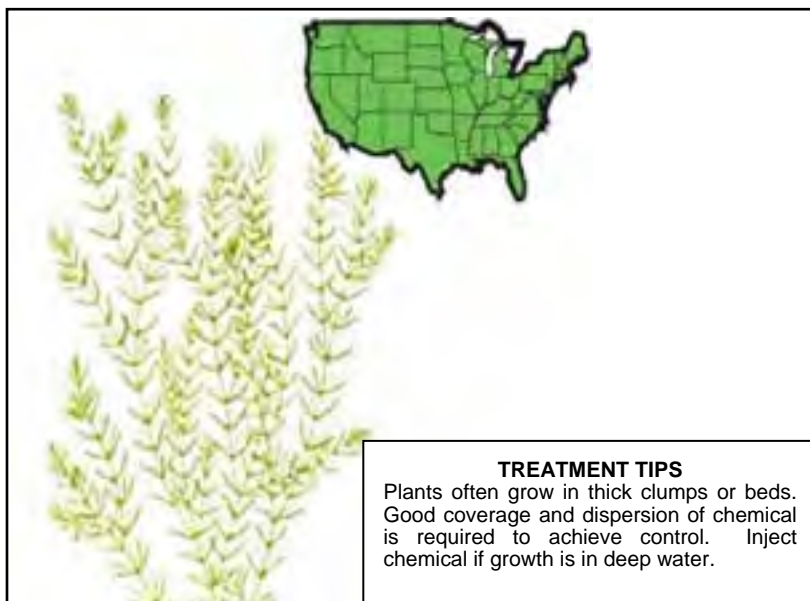 TREATMENT TIPS
Plants often grow in thick clumps or beds.
Good coverage and dispersion of chemical
is required to achieve control. Inject
chemical if growth is in deep water.